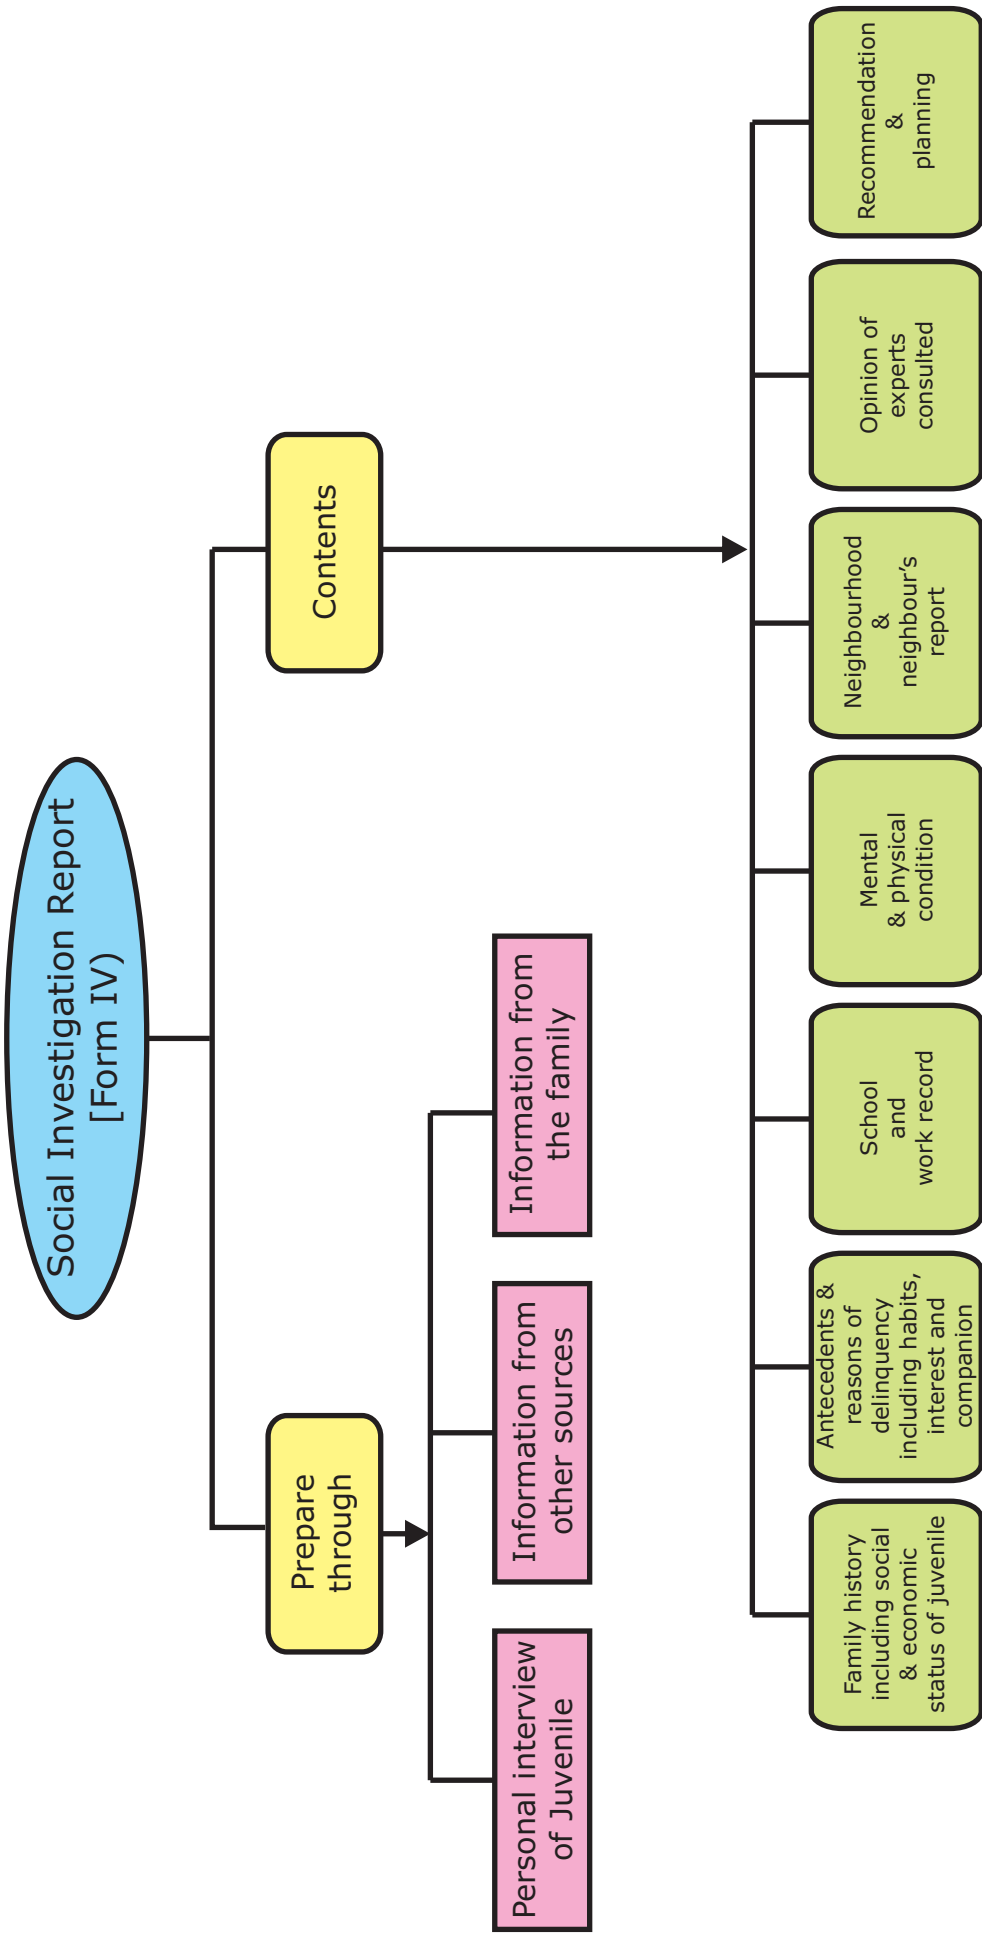 Social Investigation Report
[Form IV)
Prepare
through
Contents
Personal interview
of Juvenile
Information from
other sources
Information from
the family
Family history
including social
& economic
status of juvenile
Antecedents &
reasons of
delinquency
including habits,
interest and
companion
School
and
work record
Mental
& physical
condition
Neighbourhood
&
neighbour’s
report
Opinion of
experts
consulted
Recommendation
&
planning